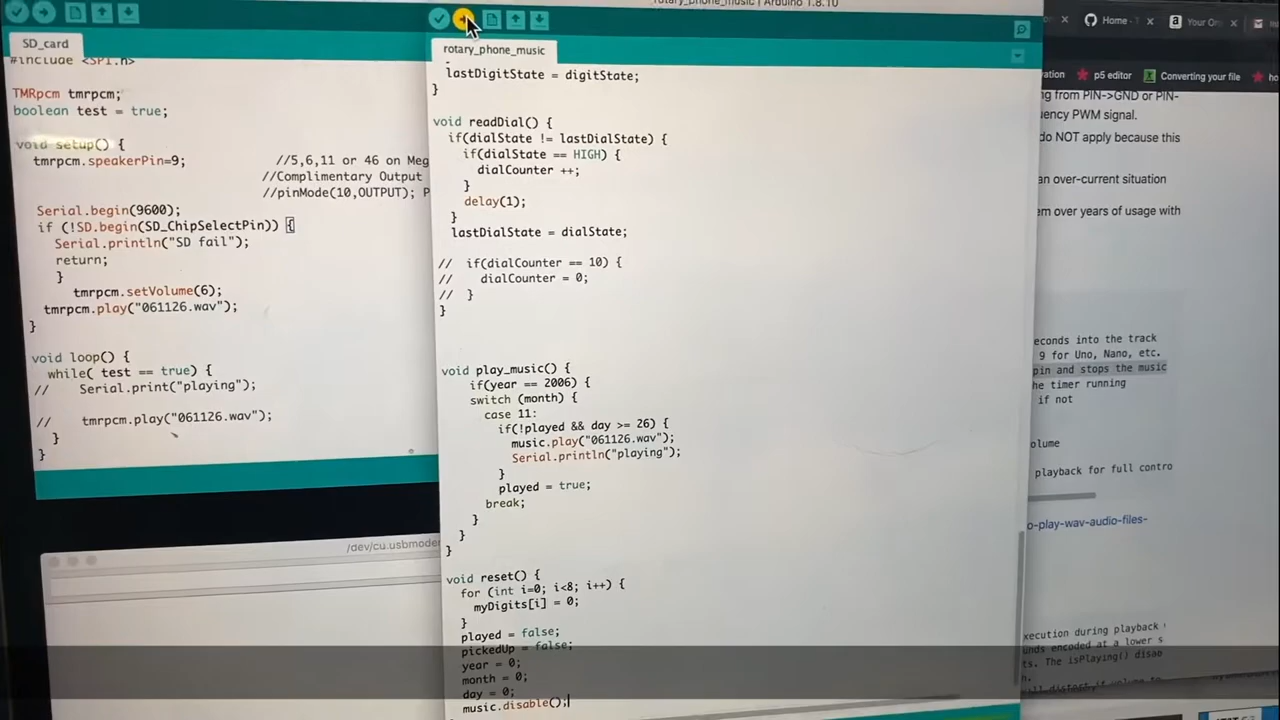 rotary_phone_music | Arduino 1.8.10
SD_card
#include <SPI.h>
TMRpcm tmrpcm;
boolean test = true;
void setup() {
tmrpcm.speakerPin=9; //5,6,11 or 46 on Meg
//Complimentary Output
//pinMode(10,OUTPUT); P
Serial.begin(9600);
if (!SD.begin(SD_ChipSelectPin)) {
Serial.println("SD fail");
return;
}
tmrpcm.setVolume(6);
tmrpcm.play("061126.wav");
}
void loop() {
while( test == true) {
// Serial.print("playing");
// tmrpcm.play("061126.wav");
}
}
/dev/cu.usbmoden
rotary_phone_music
lastDigitState = digitState;
}
void readDial() {
if(dialState != lastDialState) {
if(dialState == HIGH) {
dialCounter ++;
}
delay(1);
}
lastDialState = dialState;
// if(dialCounter == 10) {
// dialCounter = 0;
// }
}
void play_music() {
if(year == 2006) {
switch (month) {
case 11:
if(!played && day >= 26) {
music.play("061126.wav");
Serial.println("playing");
}
played = true;
break;
}
}
}
void reset() {
for (int i=0; i<8; i++) {
myDigits[i] = 0;
}
played = false;
pickedUp = false;
year = 0;
month = 0;
day = 0;
music.disable();
Home - T
Your Or
vation
p5 editor
Converting your file
ho
ng from PIN->GND or PIN-
uency PWM signal.
do NOT apply because this
an over-current situation
em over years of usage with
econds into the track
9 for Uno, Nano, etc.
pin and stops the music
he timer running
if not
olume
playback for full contro
o-play-wav-audio-files-
xecution during playback
unds encoded at a lower s
ts. The isPlaying() disab